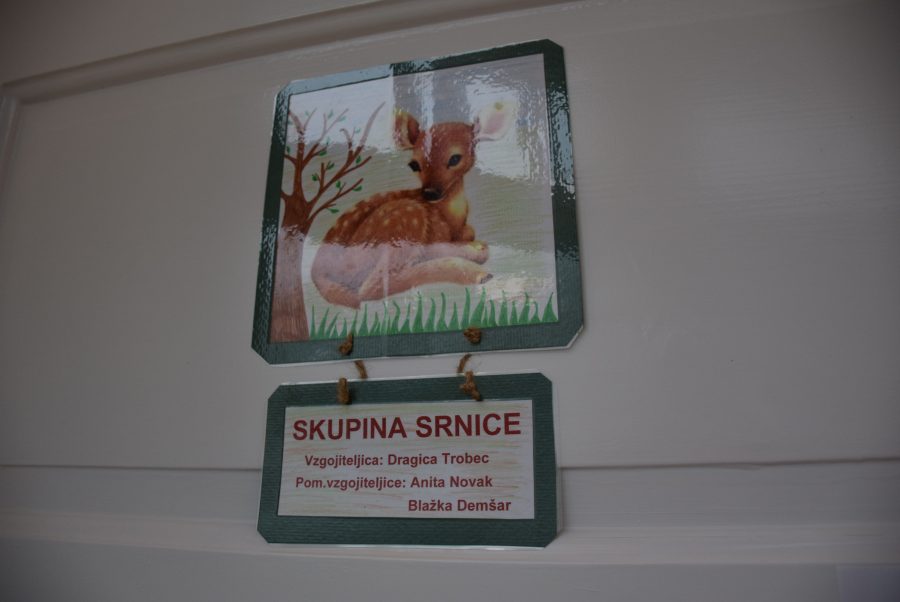 SKUPINA SRNICE
Vzgojiteljica: Dragica Trobec
Pom.vzgojiteljice: Anita Novak
Blažka Demšar